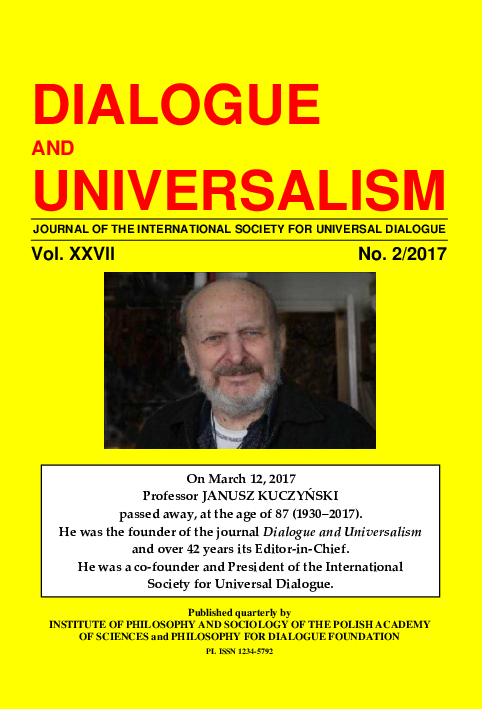 DIALOGUE
AND
UNIVERSALISM
JOURNAL OF THE INTERNATIONAL SOCIETY FOR UNIVERSAL DIALOGUE
Vol. XXVII No. 2/2017
On March 12, 2017
Professor JANUSZ KUCZYŃSKI
passed away, at the age of 87 (1930–2017).
He was the founder of the journal Dialogue and Universalism
and over 42 years its Editor-in-Chief.
He was a co-founder and President of the International
Society for Universal Dialogue.
Published quarterly by
INSTITUTE OF PHILOSOPHY AND SOCIOLOGY OF THE POLISH ACADEMY
OF SCIENCES and PHILOSOPHY FOR DIALOGUE FOUNDATION
PL ISSN 1234-5792